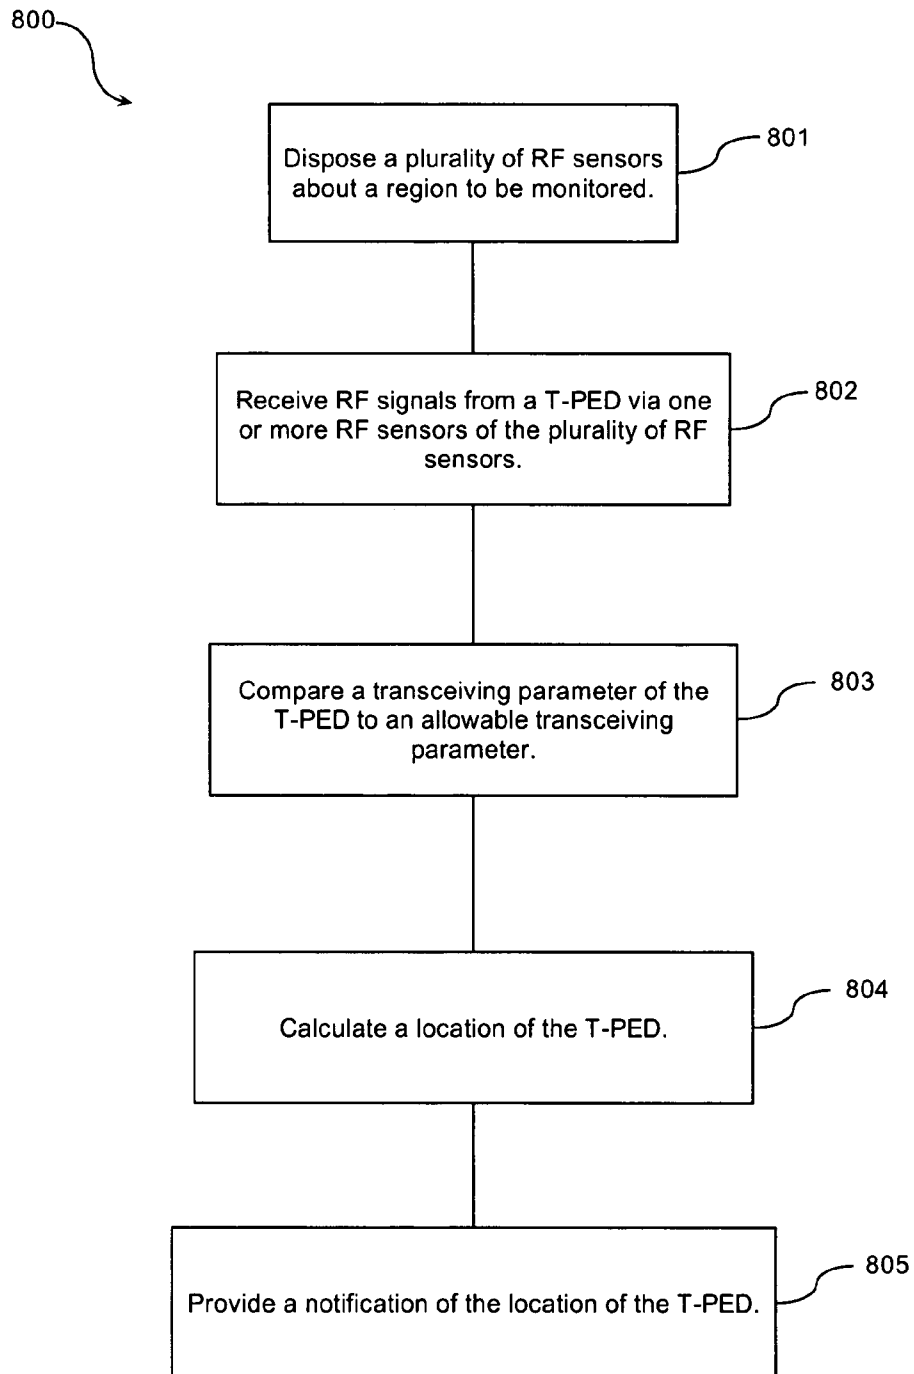 800
801
Dispose a plurality of RF sensors
about a region to be monitored.
802
Receive RF signals from a T-PED via one
or more RF sensors of the plurality of RF
sensors.
803
Compare a transceiving parameter of the
T-PED to an allowable transceiving
parameter.
804
Calculate a location of the T-PED.
805
Provide a notification of the location of the T-PED.